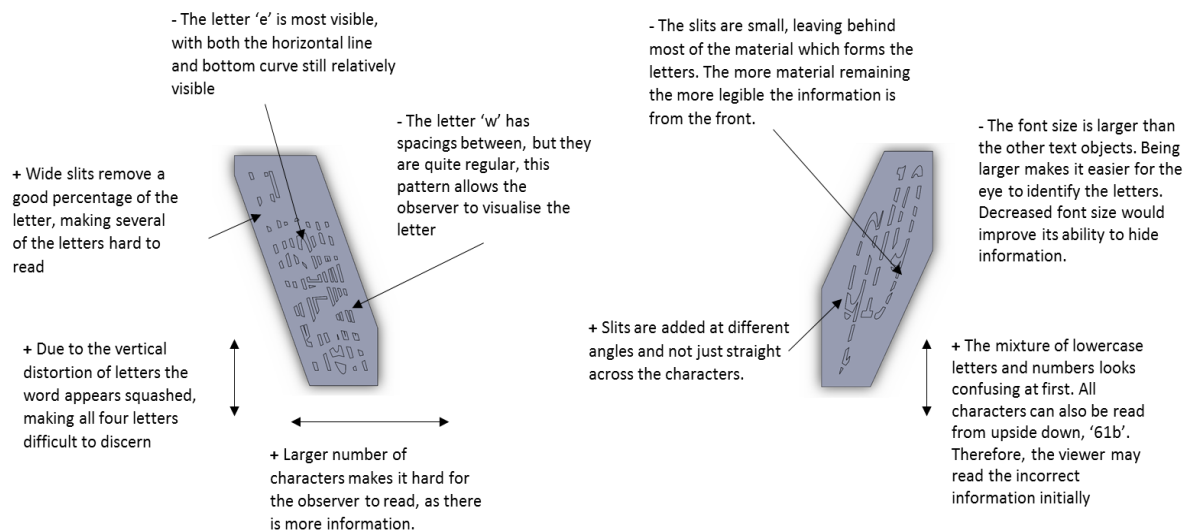 - The letter ‘e’ is most visible,
with both the horizontal line
and bottom curve still relatively
visible
- The letter ‘w’ has
spacings between, but they
are quite regular, this
pattern allows the
observer to visualise the
letter
+ Wide slits remove a
good percentage of the
letter, making several
of the letters hard to
read
+ Due to the vertical
distortion of letters the
word appears squashed,
making all four letters
difficult to discern
+ Larger number of
characters makes it hard for
the observer to read, as there
is more information.
- The slits are small, leaving behind
most of the material which forms the
letters. The more material remaining
the more legible the information is
from the front.
- The font size is larger than
the other text objects. Being
larger makes it easier for the
eye to identify the letters.
Decreased font size would
improve its ability to hide
information.
+ Slits are added at different
angles and not just straight
across the characters.
+ The mixture of lowercase
letters and numbers looks
confusing at first. All
characters can also be read
from upside down, ‘61b’.
Therefore, the viewer may
read the incorrect
information initially